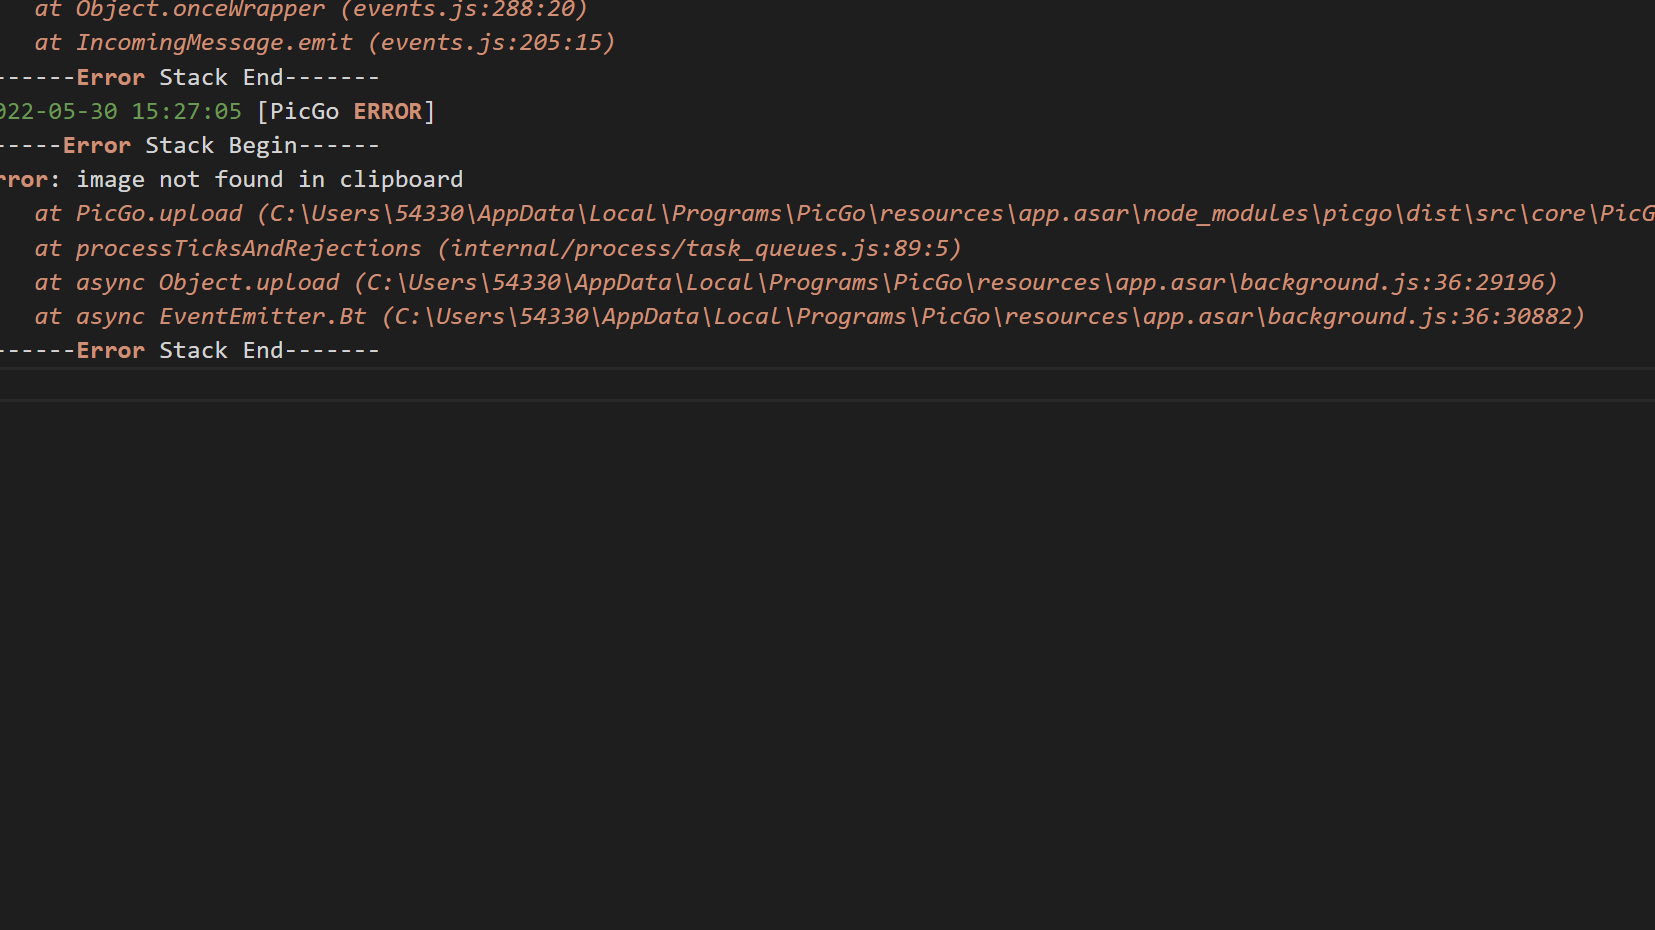 at Object.onceWrapper (events.js:288:20)
at IncomingMessage.emit (events.js:205:15)
------Error Stack End-------
022-05-30 15:27:05 [PicGo ERROR]
-----Error Stack Begin------
rror: image not found in clipboard
at PicGo.upload (C:\Users\54330\AppData\Local\Programs\PicGo\resources\app.asar\node_modules\picgo\dist\src\core\PicG
at processTicksAndRejections (internal/process/task_queues.js:89:5)
at async Object.upload (C:\Users\54330\AppData\Local\Programs\PicGo\resources\app.asar\background.js:36:29196)
at async EventEmitter.Bt (C:\Users\54330\AppData\Local\Programs\PicGo\resources\app.asar\background.js:36:30882)
------Error Stack End-------